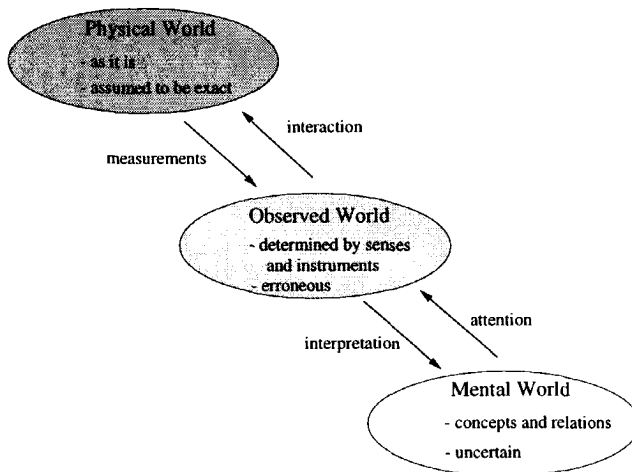 Physical World
- as it is
- assumed to be exact
interaction
measurements
Observed World
- determined by senses
and instruments
- erroneous
attention
interpretation
Mental World
- concepts and relations
- uncertain